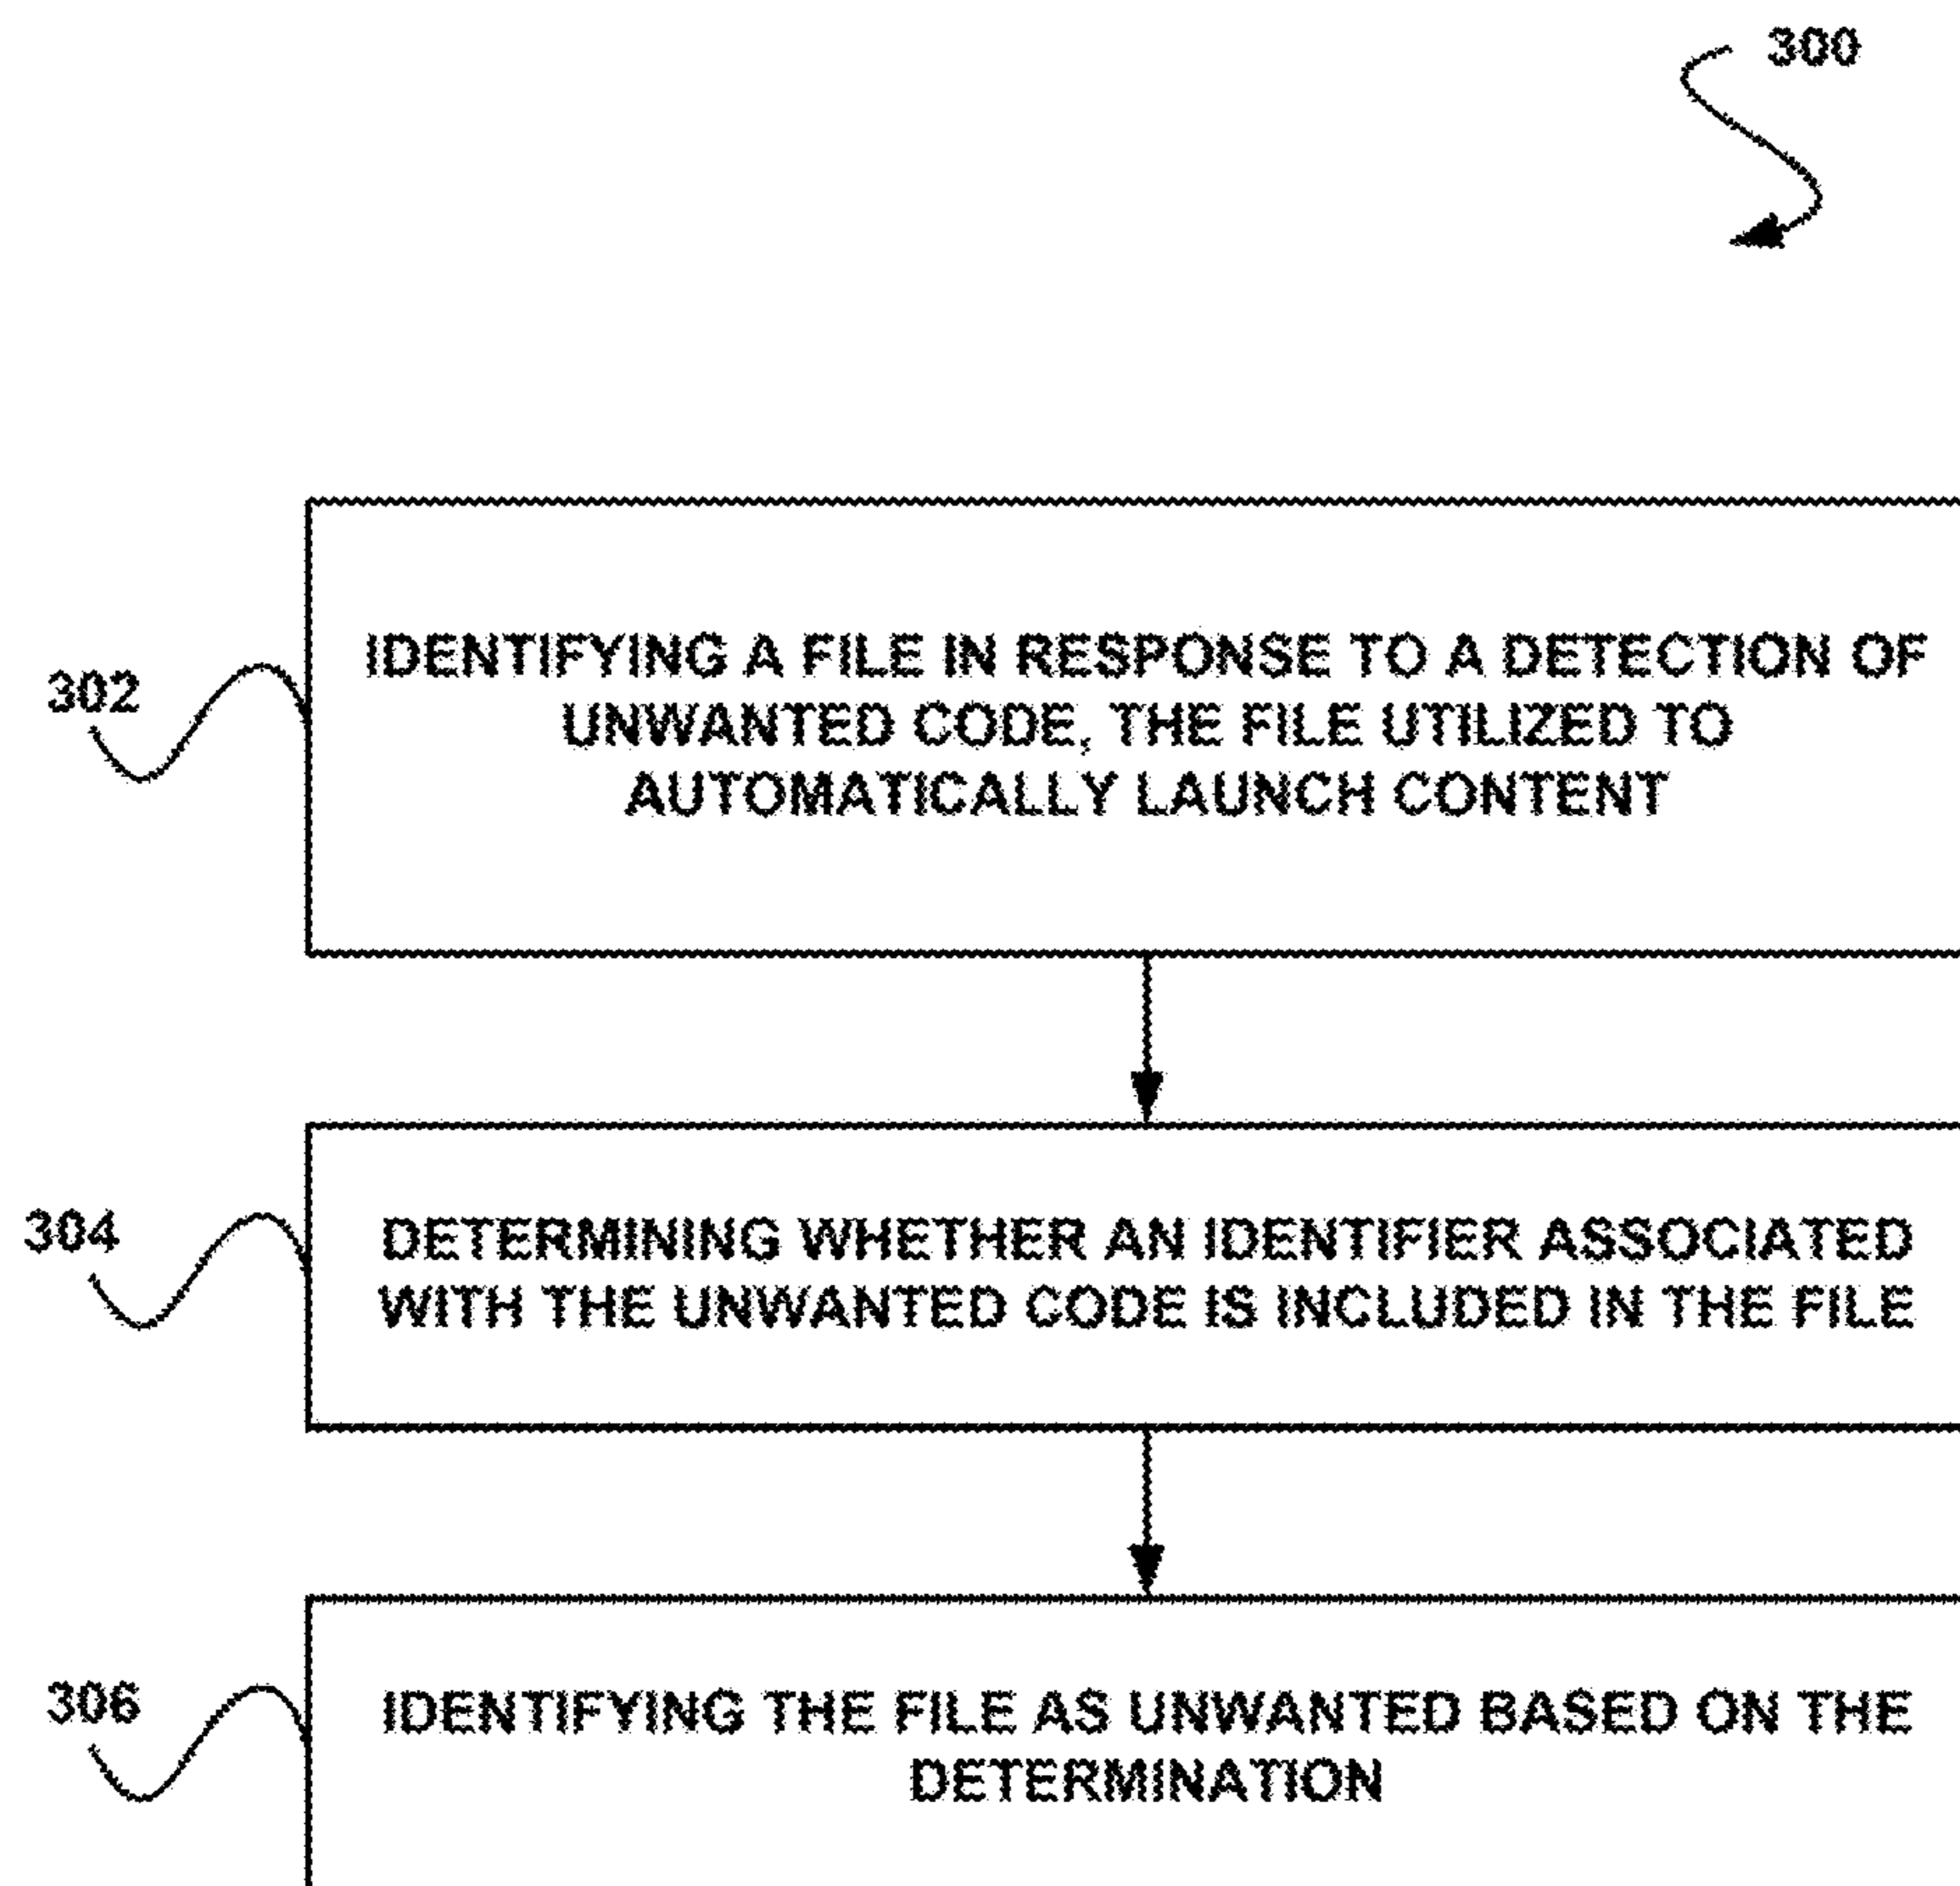 300
302
IDENTIFYING A FILE IN RESPONSE TO A DETECTION OF
UNWANTED CODE, THE FILE UTILIZED TO
AUTOMATICALLY LAUNCH CONTENT
304
DETERMINING WHETHER AN IDENTIFIER ASSOCIATED
WITH THE UNWANTED CODE IS INCLUDED IN THE FILE
306
IDENTIFYING THE FILE AS UNWANTED BASED ON THE
DETERMINATION